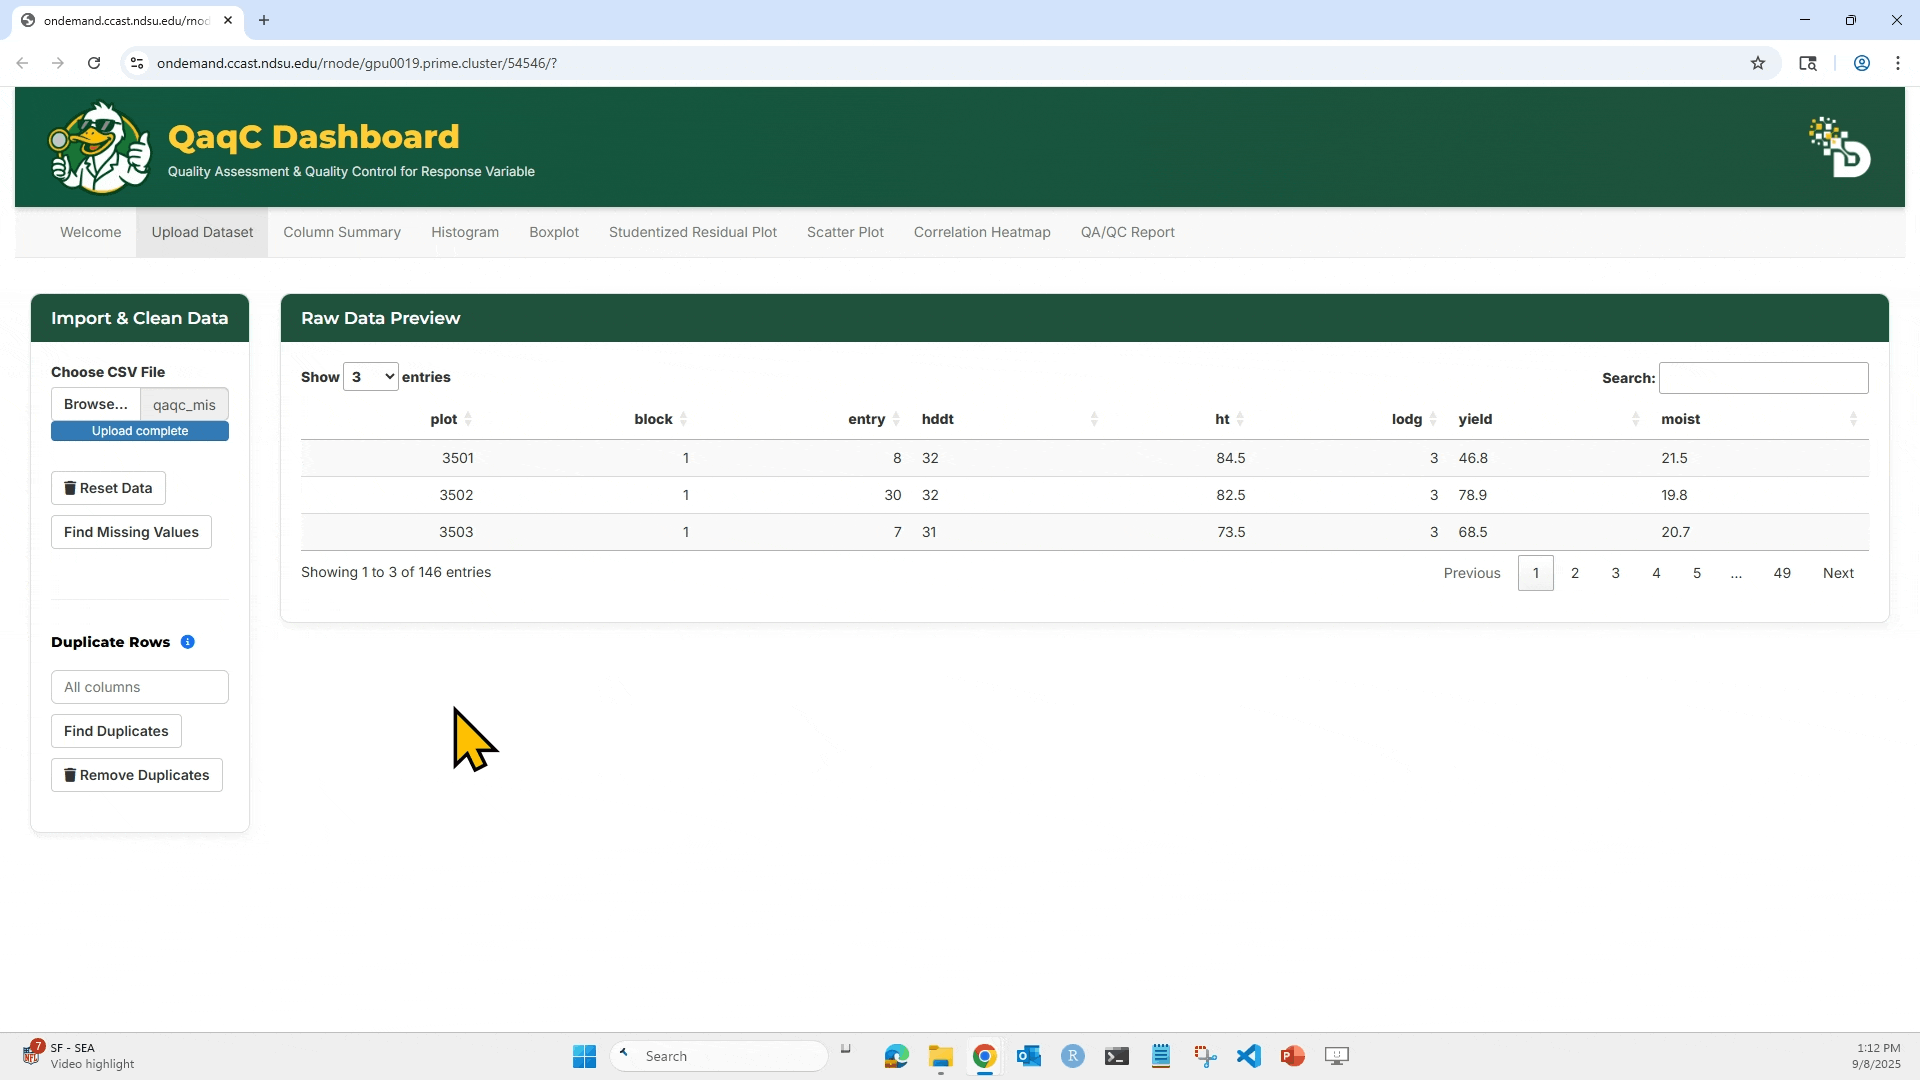 ondemand.ccast.ndsu.edu/rnod
ondemand.ccast.ndsu.edu/rnode/gpu0019.prime.cluster/54546/?
QaqC Dashboard
Quality Assessment & Quality Control for Response Variable
D
Welcome Upload Dataset Column Summary Histogram Boxplot Studentized Residual Plot Scatter Plot Correlation Heatmap QA/QC Report
Import & Clean Data
Choose CSV File
Browse... qaqc_mis
Upload complete
Reset Data
Find Missing Values
Duplicate Rows i
All columns
Find Duplicates
Remove Duplicates
Raw Data Preview
Show 3 entries Search:
plot block entry hddt ht lodg yield moist
3501 1 8 32 84.5 3 46.8 21.5
3502 1 30 32 82.5 3 78.9 19.8
3503 1 7 31 73.5 3 68.5 20.7
Showing 1 to 3 of 146 entries Previous 1 2 3 4 5 ... 49 Next
7 NFL
SF - SEA
Video highlight
Search
R
P
1:12 PM
9/8/2025